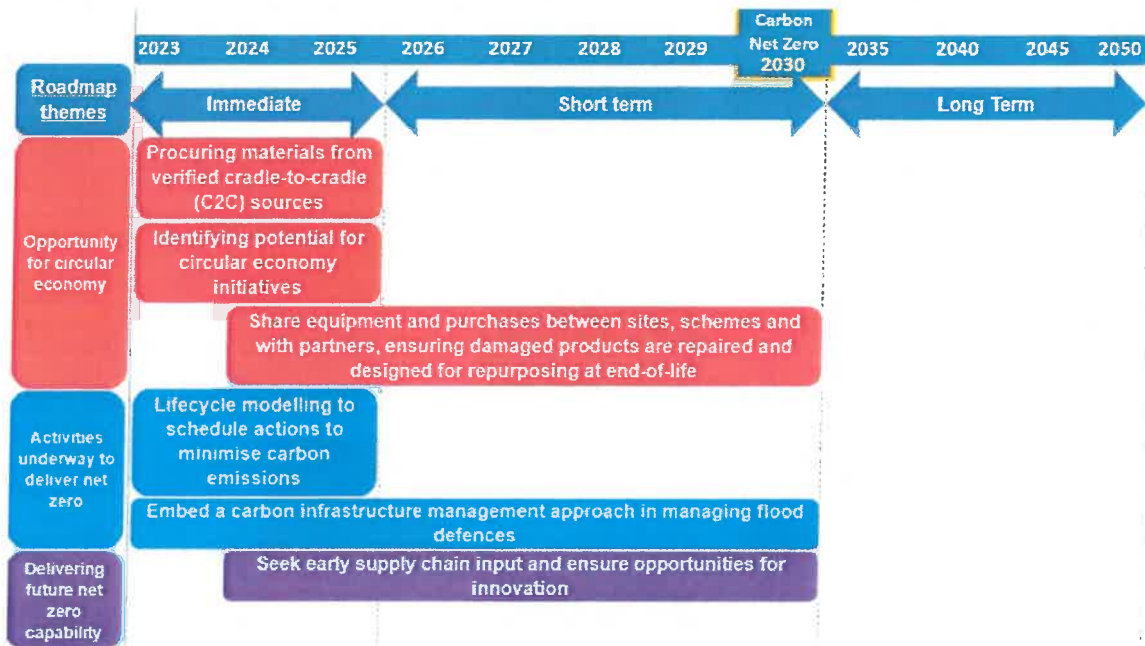 Carbon
Net Zero
2030
2023 2024 2025 2026 2027 2028 2029 2035 2040 2045 2050
Roadmap
themes
Immediate
Short term
Long Term
Opportunity
for circular
economy
Procuring materials from
verified cradle-to-cradle
(C2C) sources
Identifying potential for
circular economy
initiatives
Share equipment and purchases between sites, schemes and
with partners, ensuring damaged products are repaired and
designed for repurposing at end-of-life
Activities
underway to
deliver net
zero
Lifecycle modelling to
schedule actions to
minimise carbon
emissions
Embed a carbon infrastructure management approach in managing flood
defences
Delivering
future net
zero
capability
Seek early supply chain input and ensure opportunities for
innovation